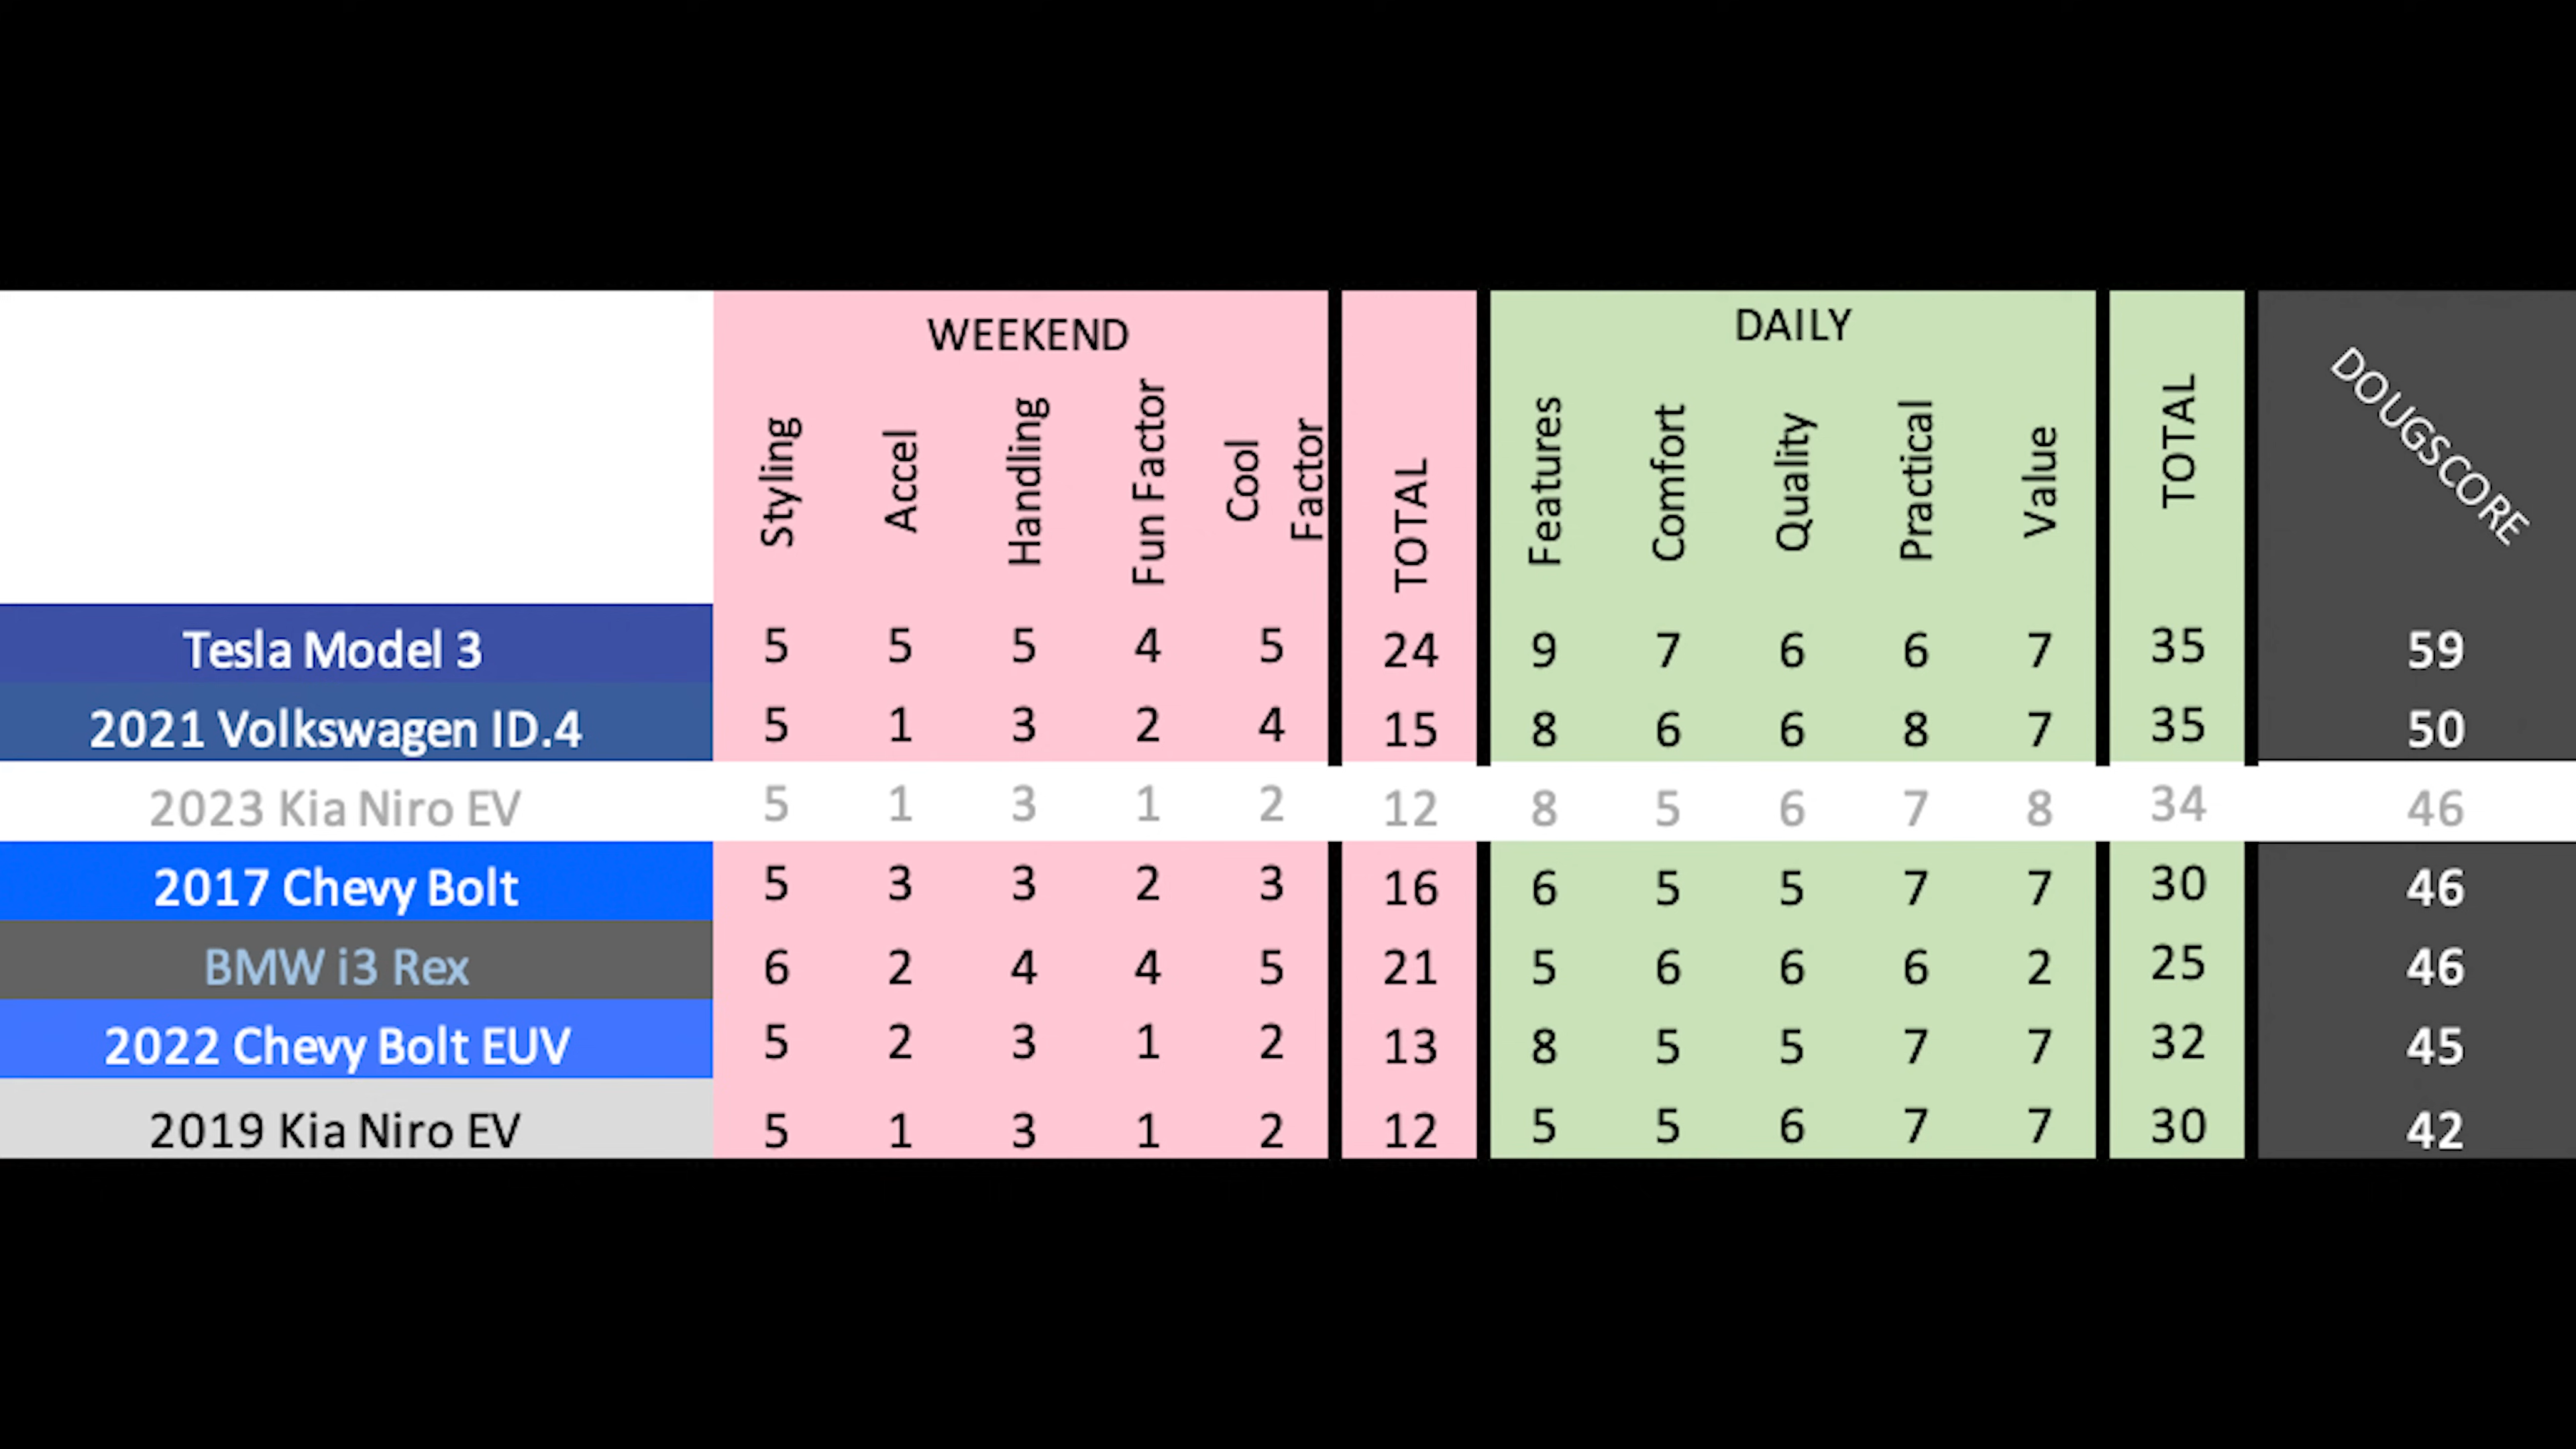 WEEKEND DAILY
Styling Accel Handling Fun Factor Cool Factor TOTAL Features Comfort Quality Practical Value TOTAL DOUGSCORE
Tesla Model 3 5 5 5 4 5 24 9 7 6 6 7 35 59
2021 Volkswagen ID.4 5 1 3 2 4 15 8 6 6 8 7 35 50
2023 Kia Niro EV 5 1 3 1 2 12 8 5 6 7 8 34 46
2017 Chevy Bolt 5 3 3 2 3 16 6 5 5 7 7 30 46
BMW i3 Rex 6 2 4 4 5 21 5 6 6 6 2 25 46
2022 Chevy Bolt EUV 5 2 3 1 2 13 8 5 5 7 7 32 45
2019 Kia Niro EV 5 1 3 1 2 12 5 5 6 7 7 30 42